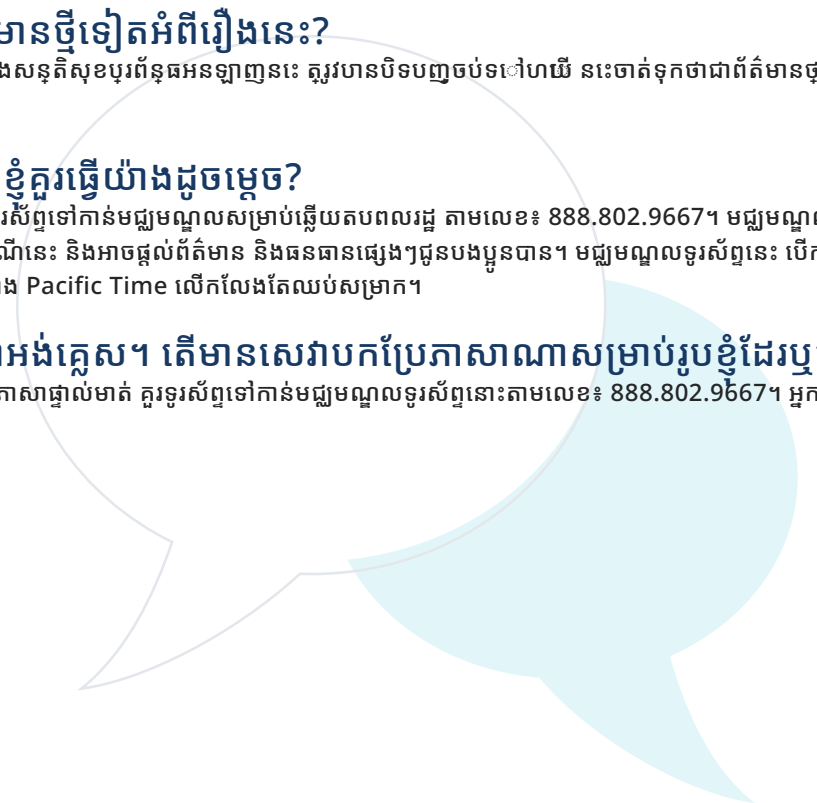 មានថ្មីទៀតអំពីរឿងនេះ?
ងសន្តិសុខប្រព័ន្ធអនឡាញនេះ ត្រូវបានបិទបញ្ចប់ទៅហើយ នេះចាត់ទុកថាជាព័ត៌មានថ្
ខ្ញុំគួរធ្វើយ៉ាងដូចម្តេច?
រស័ព្ទទៅកាន់មជ្ឈមណ្ឌលសម្រាប់ឆ្លើយតបពលរដ្ឋ តាមលេខ៖ 888.802.9667។ មជ្ឈមណ្ឌល
ណីនេះ និងអាចផ្តល់ព័ត៌មាន និងធនធានផ្សេងៗជូនបងប្អូនបាន។ មជ្ឈមណ្ឌលទូរស័ព្ទនេះ បើក
ង Pacific Time លើកលែងតែឈប់សម្រាក។
អង់គ្លេស។ តើមានសេវាបកប្រែភាសាណាសម្រាប់រូបខ្ញុំដែរឬ
ភាសាផ្ទាល់មាត់ គួរទូរស័ព្ទទៅកាន់មជ្ឈមណ្ឌលទូរស័ព្ទនោះតាមលេខ៖ 888.802.9667។ អ្នក